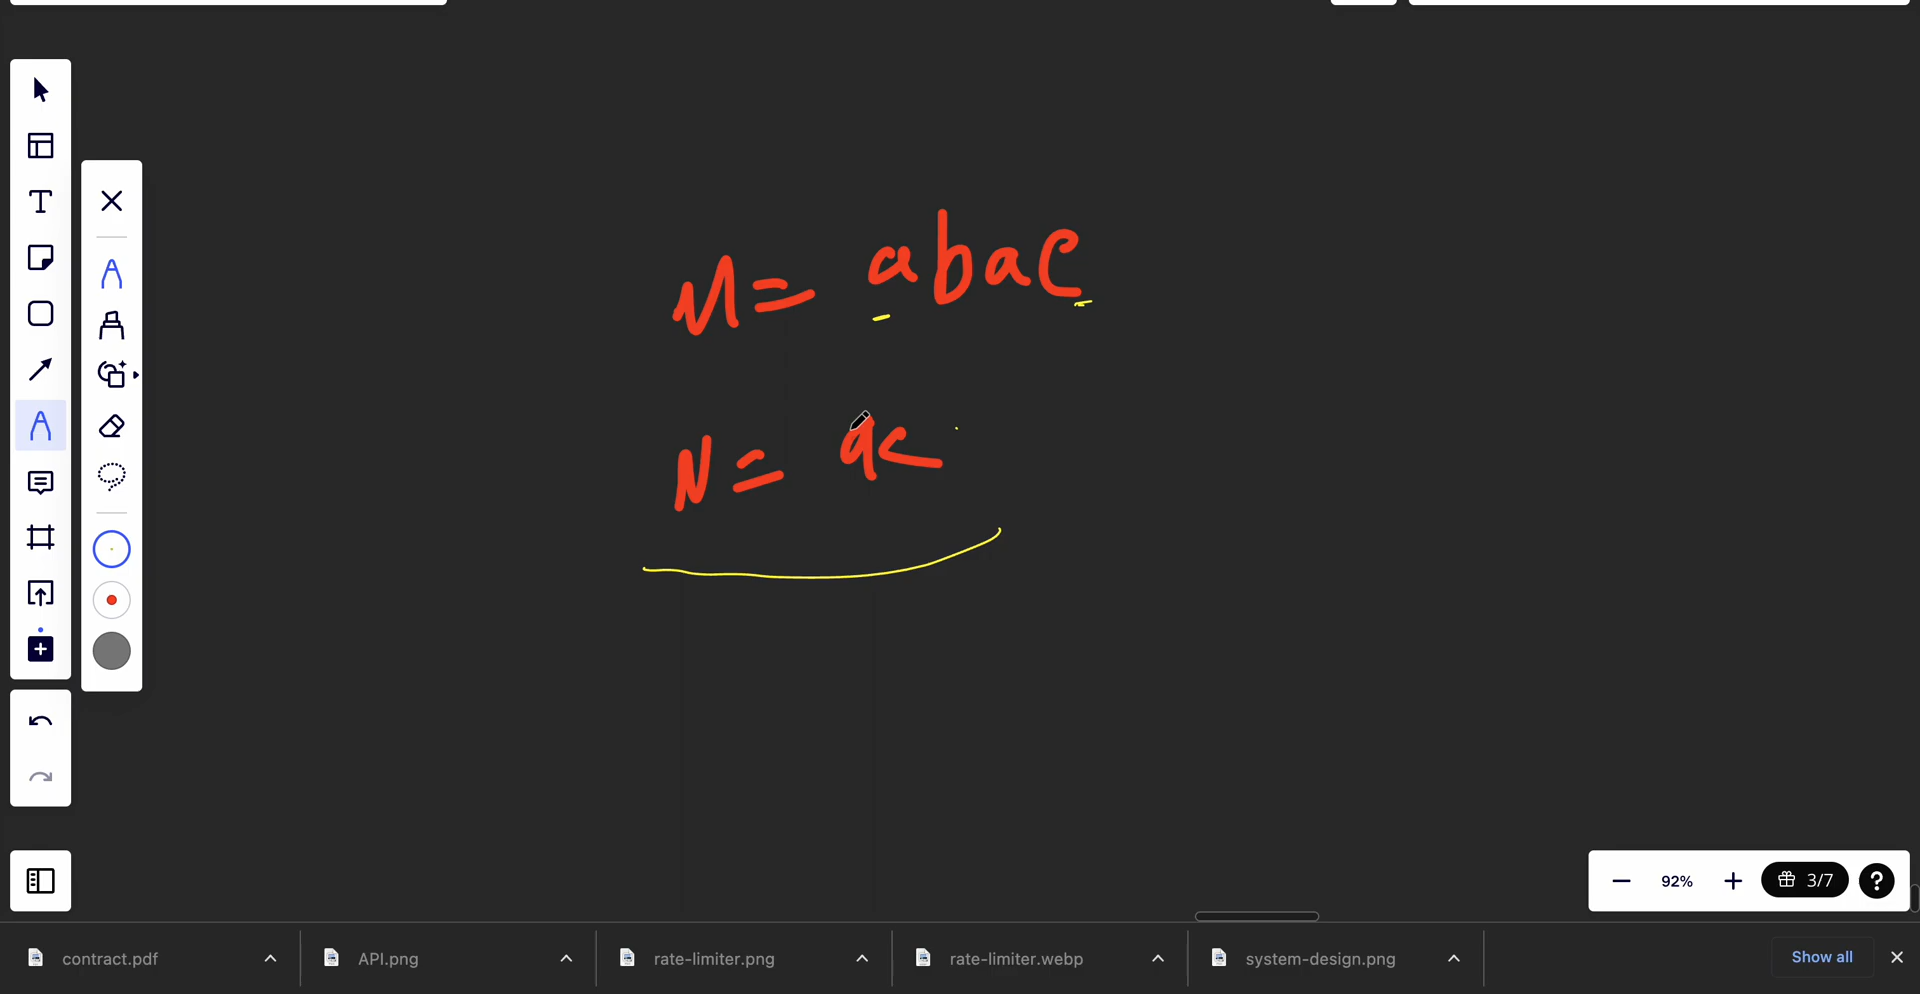 M = abac
N = ac
92%
3/7
?
contract.pdf
API.png
rate-limiter.png
rate-limiter.webp
system-design.png
Show all